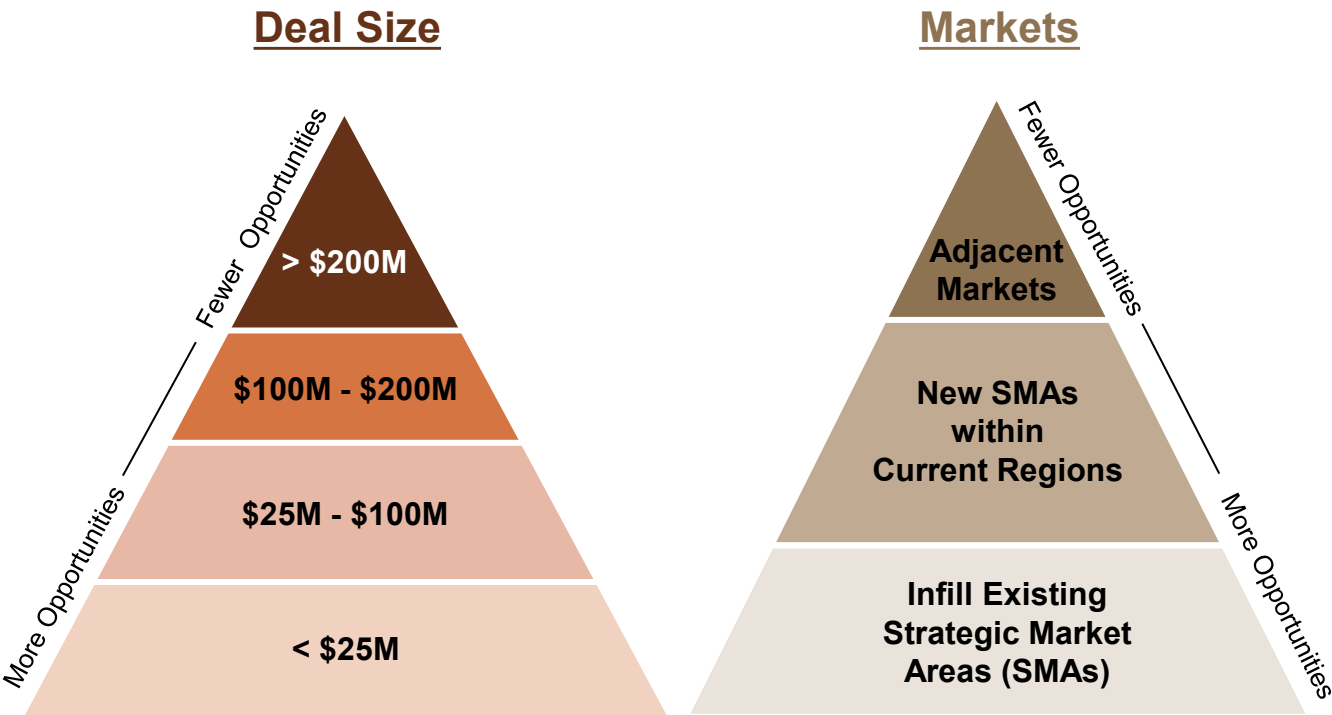 Deal Size
Fewer Opportunities
More Opportunities
> $200M
$100M - $200M
$25M - $100M
< $25M
Markets
Fewer Opportunities
More Opportunities
Adjacent
Markets
New SMAs
within
Current Regions
Infill Existing
Strategic Market
Areas (SMAs)